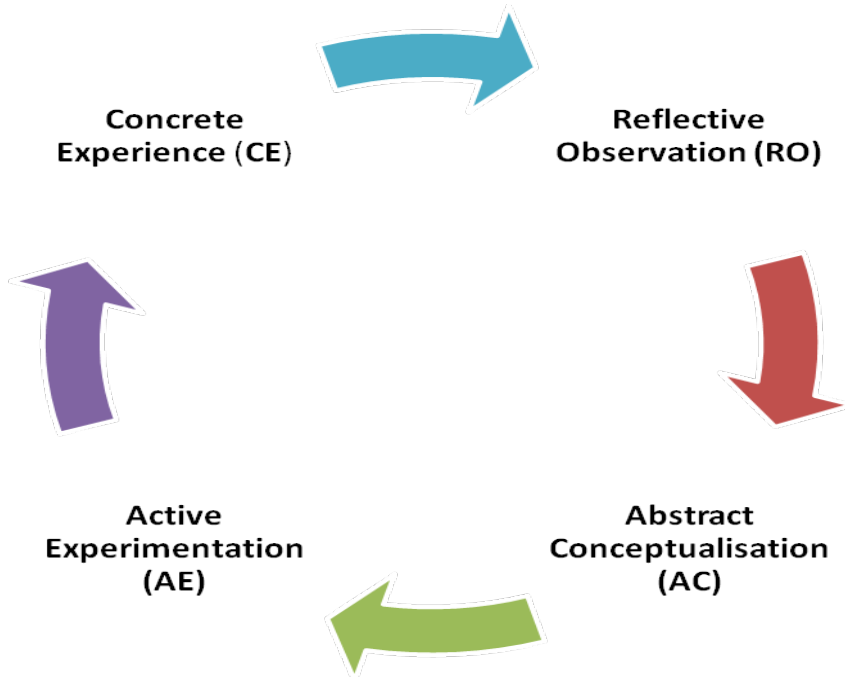 Concrete
Experience (CE)
Reflective
Observation (RO)
Abstract
Conceptualisation
(AC)
Active
Experimentation
(AE)